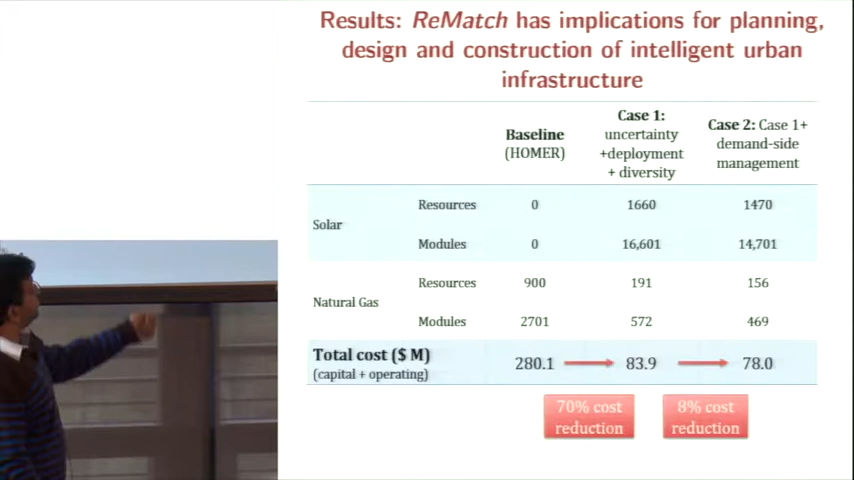 Results: ReMatch has implications for planning,
design and construction of intelligent urban
infrastructure
Baseline
(HOMER)
Case 1:
uncertainty
+deployment
+ diversity
Case 2: Case 1+
demand-side
management
Solar
Resources 0 1660 1470
Modules 0 16,601 14,701
Natural Gas
Resources 900 191 156
Modules 2701 572 469
Total cost ($ M)
(capital + operating)
280.1 83.9 78.0
70% cost
reduction
8% cost
reduction